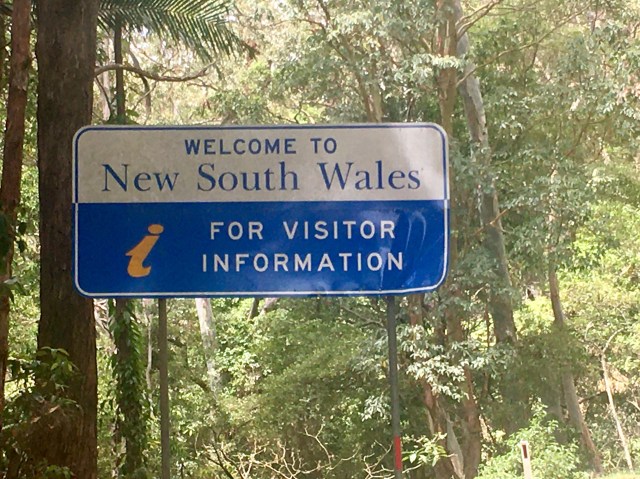 WELCOME TO
New South Wales
i
FOR VISITOR
INFORMATION